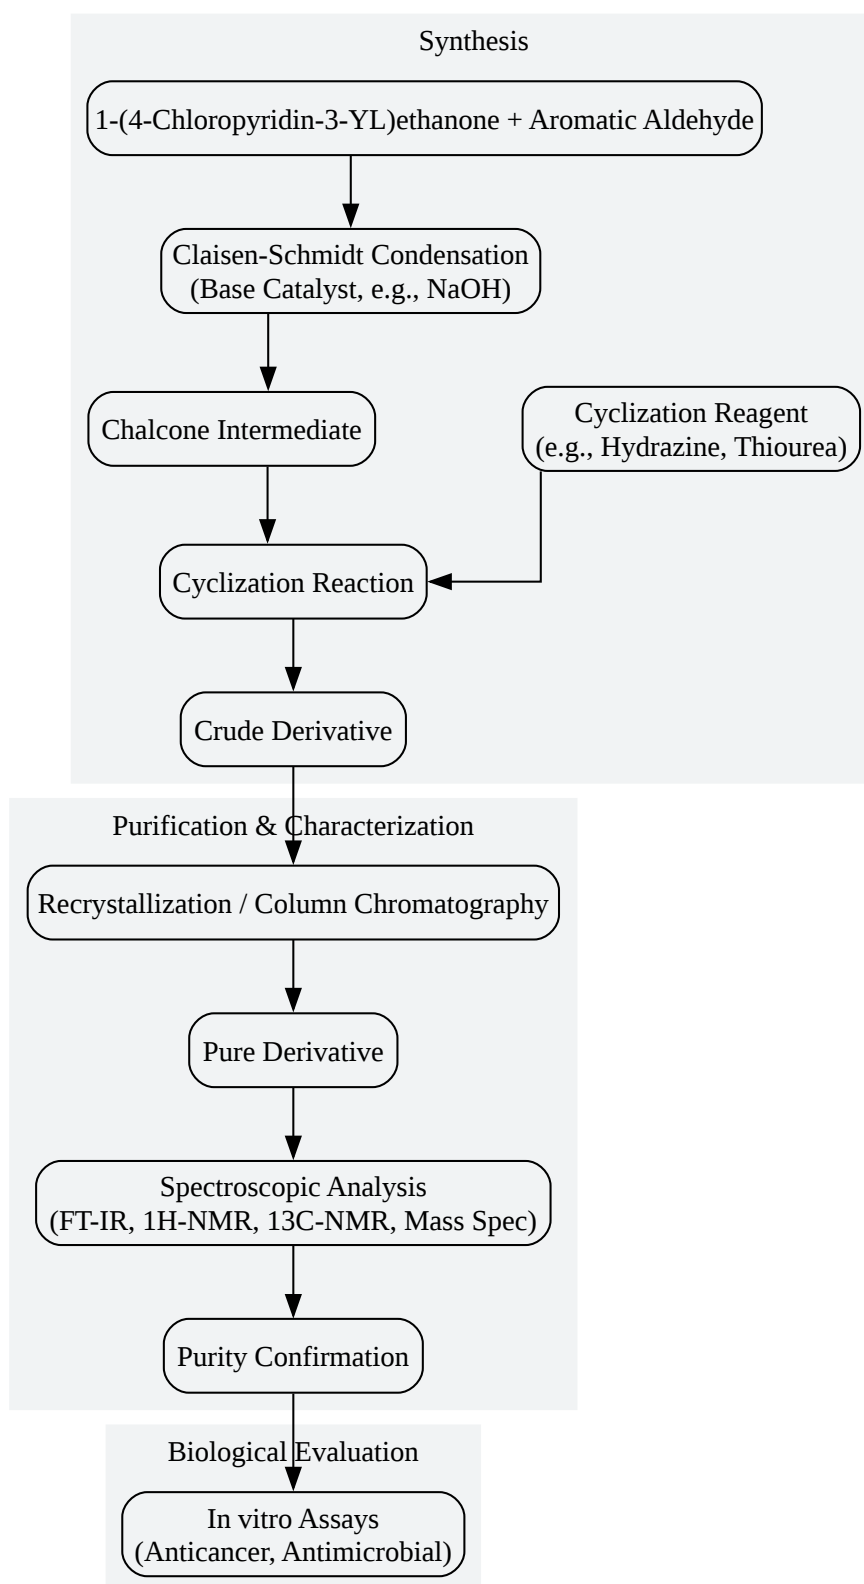 Synthesis
1-(4-Chloropyridin-3-YL)ethanone + Aromatic Aldehyde
Claisen-Schmidt Condensation
(Base Catalyst, e.g., NaOH)
Chalcone Intermediate
Cyclization Reagent
(e.g., Hydrazine, Thiourea)
Cyclization Reaction
Crude Derivative
Purification & Characterization
Recrystallization / Column Chromatography
Pure Derivative
Spectroscopic Analysis
(FT-IR, 1H-NMR, 13C-NMR, Mass Spec)
Purity Confirmation
Biological Evaluation
In vitro Assays
(Anticancer, Antimicrobial)